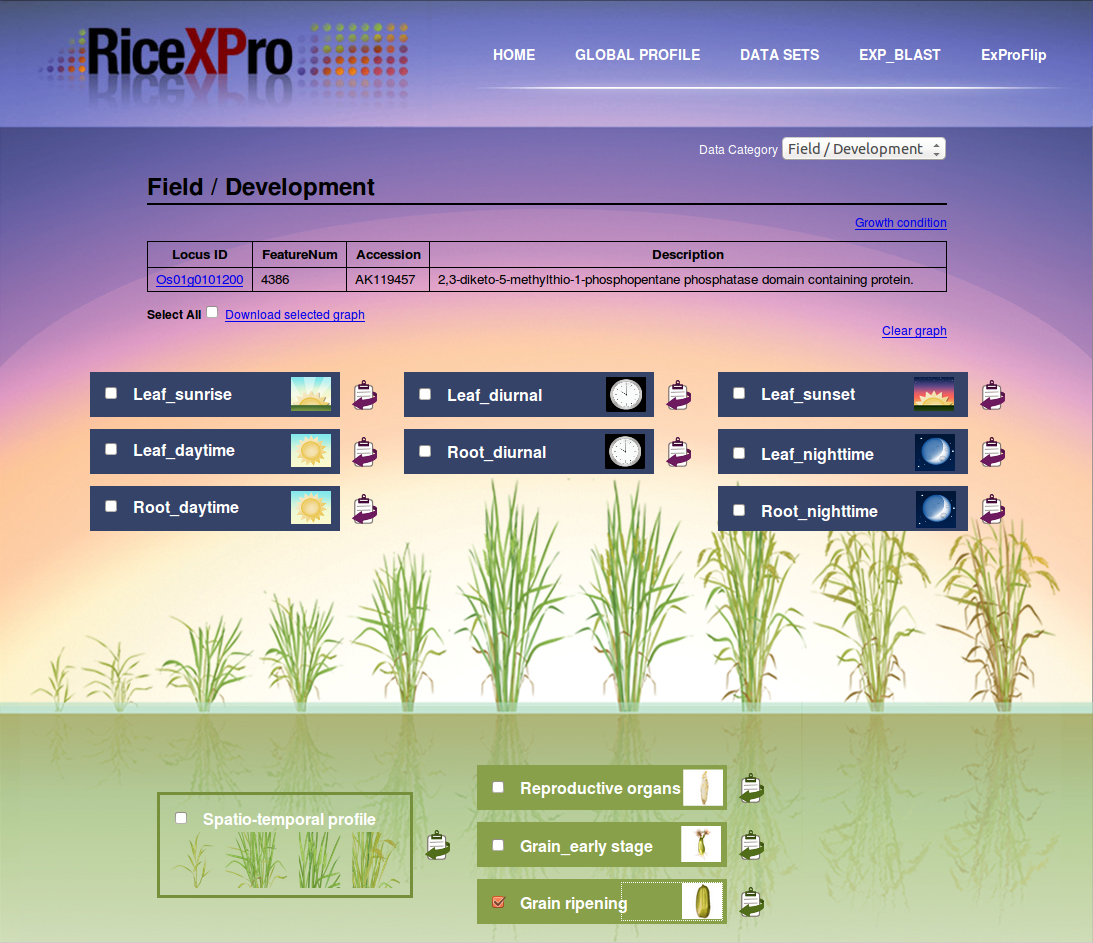 RiceXPro
HOME GLOBAL PROFILE DATA SETS EXP_BLAST ExProFlip
Data Category Field / Development
Field / Development
Growth condition
Locus ID FeatureNum Accession Description
Os01g0101200 4386 AK119457 2,3-diketo-5-methylthio-1-phosphopentane phosphatase domain containing protein.
Select All Download selected graph
Clear graph
Leaf_sunrise Leaf_diurnal Leaf_sunset
Leaf_daytime Root_diurnal Leaf_nighttime
Root_daytime Root_nighttime
Reproductive organs
Spatio-temporal profile
Grain_early stage
Grain ripening